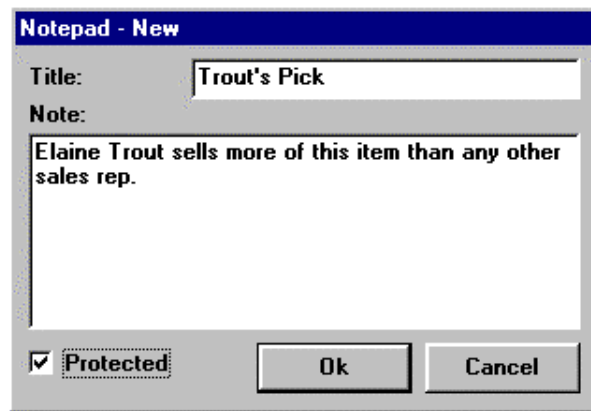 Notepad - New
Title: Trout's Pick
Note:
Elaine Trout sells more of this item than any other
sales rep.
Protected Ok Cancel